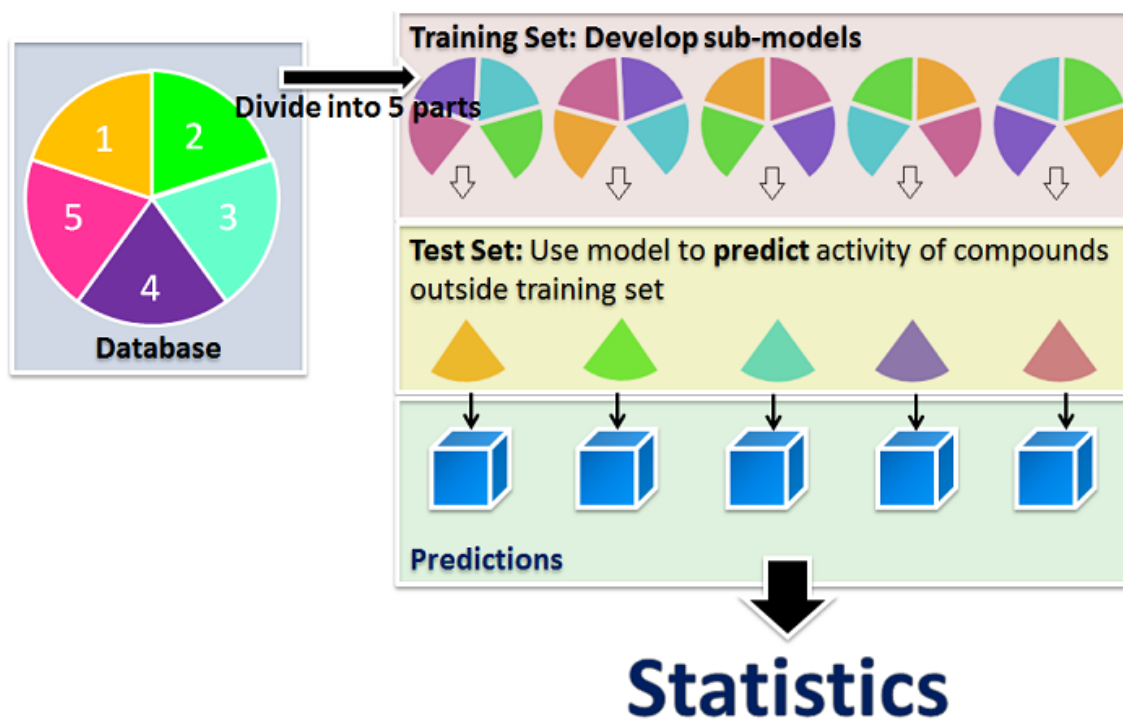 1
2
5
3
4
Database
Divide into 5 parts
Training Set: Develop sub-models
Test Set: Use model to predict activity of compounds
outside training set
Predictions
Statistics